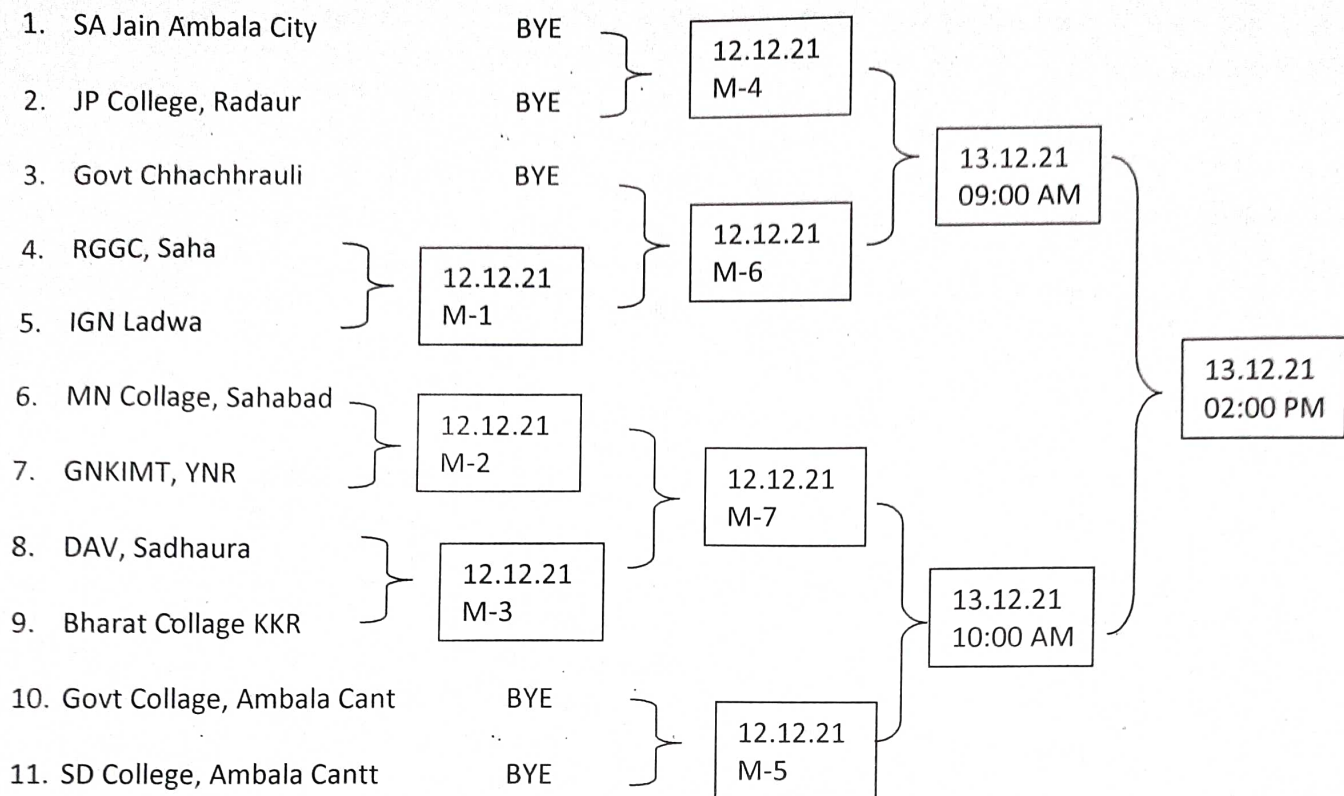 1. SA Jain Ambala City BYE
2. JP College, Radaur BYE
3. Govt Chhachhrauli BYE
4. RGGC, Saha
5. IGN Ladwa
6. MN Collage, Sahabad
7. GNKIMT, YNR
8. DAV, Sadhaura
9. Bharat Collage KKR
10. Govt Collage, Ambala Cant BYE
11. SD College, Ambala Cantt BYE
12.12.21
M-1
12.12.21
M-2
12.12.21
M-3
12.12.21
M-4
12.12.21
M-6
12.12.21
M-7
12.12.21
M-5
13.12.21
09:00 AM
13.12.21
10:00 AM
13.12.21
02:00 PM